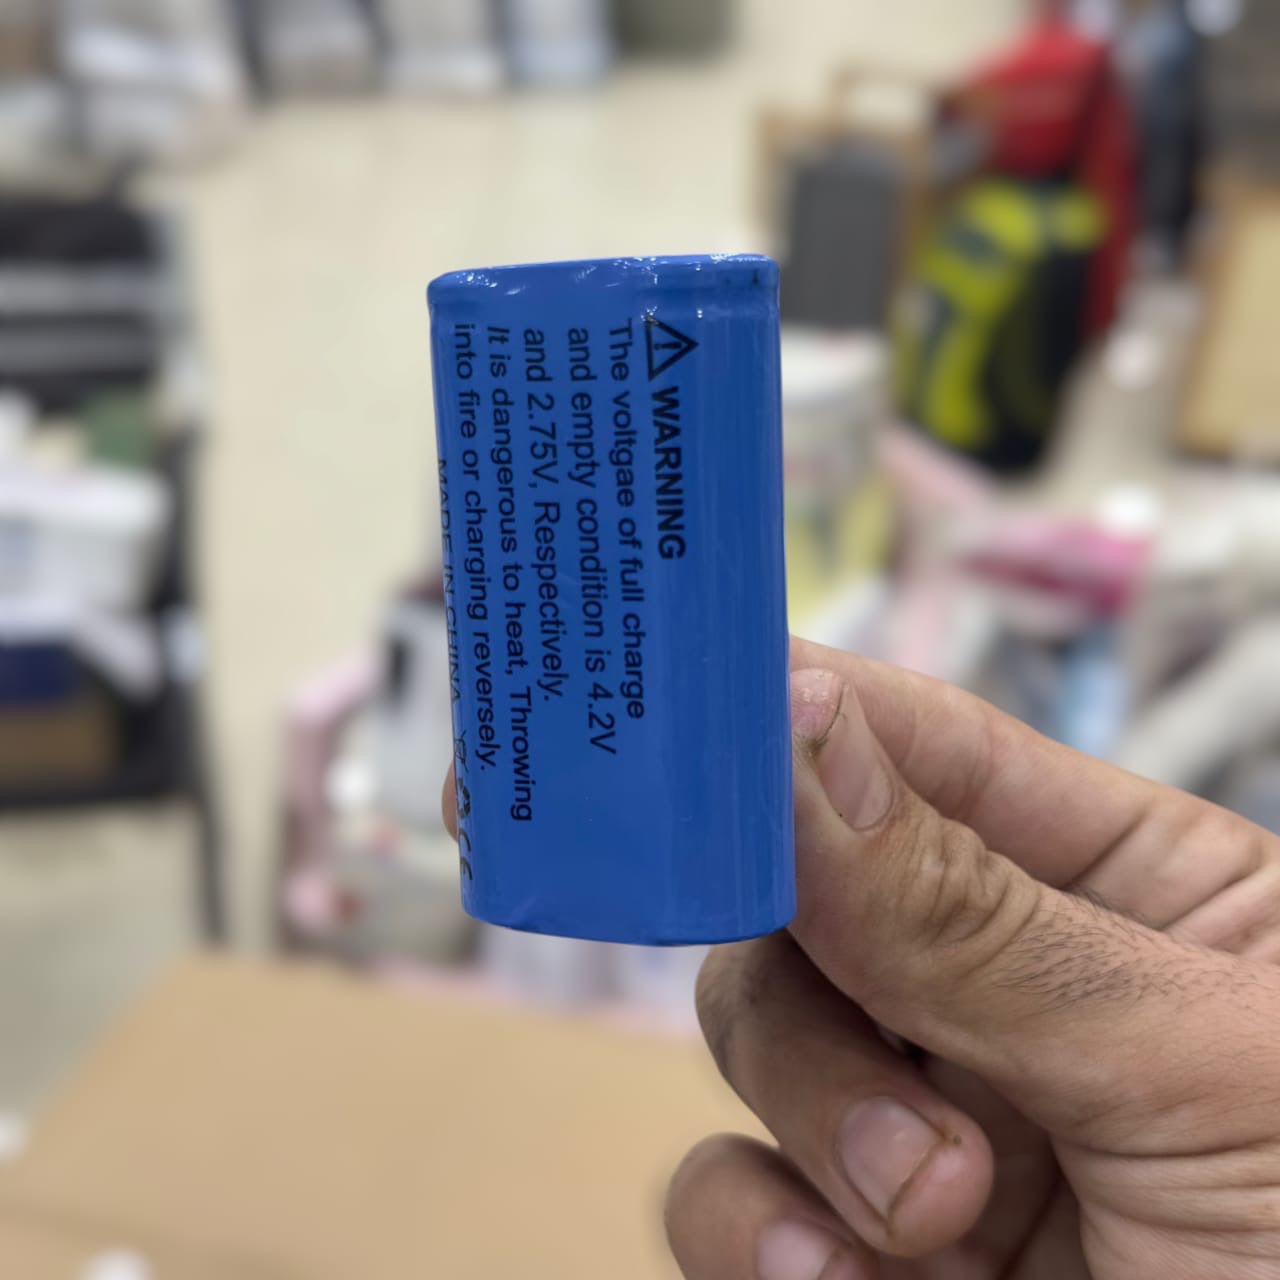 WARNING
The voltgae of full charge
and empty condition is 4.2V
and 2.75V, Respectively.
It is dangerous to heat, Throwing
into fire or charging reversely.
MADE IN CHINA CE